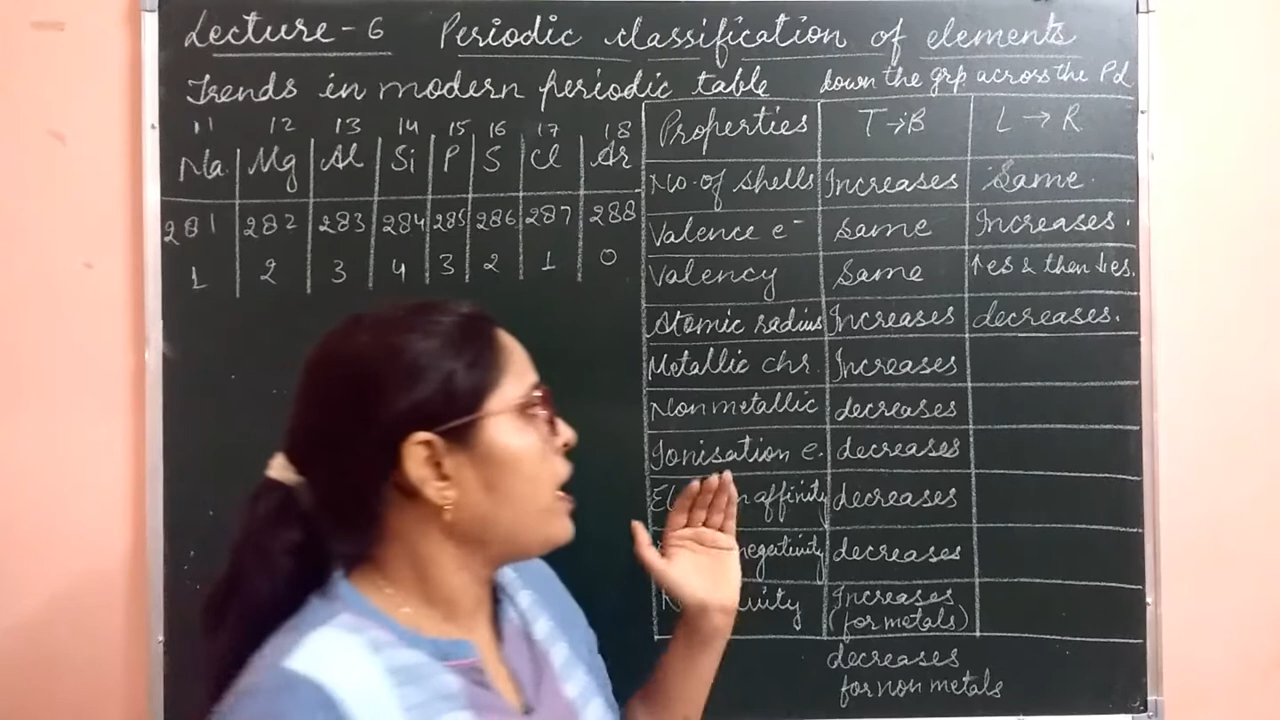 Lecture-6 Periodic classification of elements
Trends in modern periodic table
down the grp across the Pd
11 12 13 14 15 16 17 18
Na Mg Al Si P S Cl Ar
281 282 283 284 285 286 287 288
1 2 3 4 3 2 1 0
Properties T→B L→R
No. of shells Increases Same.
Valence e⁻ Same Increases.
Valency Same ↑es & then ↓es.
Atomic radius Increases decreases.
Metallic chr. Increases
Non metallic decreases
Ionisation e. decreases
affinity decreases
negativity decreases
Increases
(for metals)
decreases
for non metals